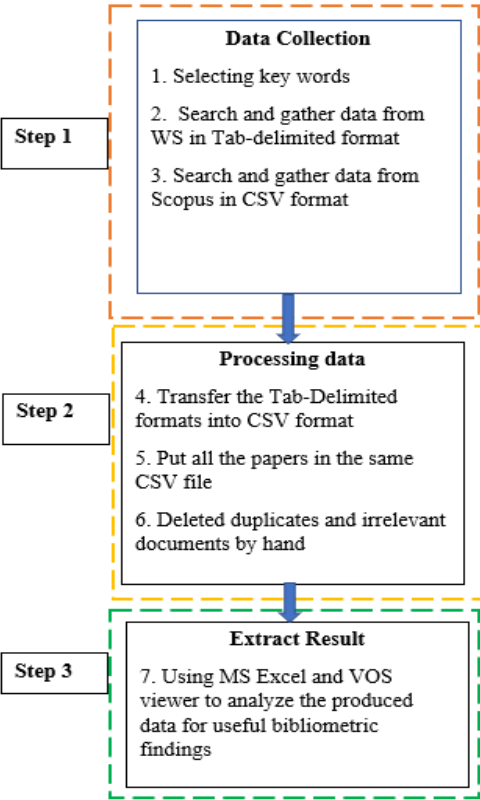 Data Collection
1. Selecting key words
2. Search and gather data from
WS in Tab-delimited format
3. Search and gather data from
Scopus in CSV format
Step 1
Processing data
4. Transfer the Tab-Delimited
formats into CSV format
5. Put all the papers in the same
CSV file
6. Deleted duplicates and irrelevant
documents by hand
Step 2
Extract Result
7. Using MS Excel and VOS
viewer to analyze the produced
data for useful bibliometric
findings
Step 3